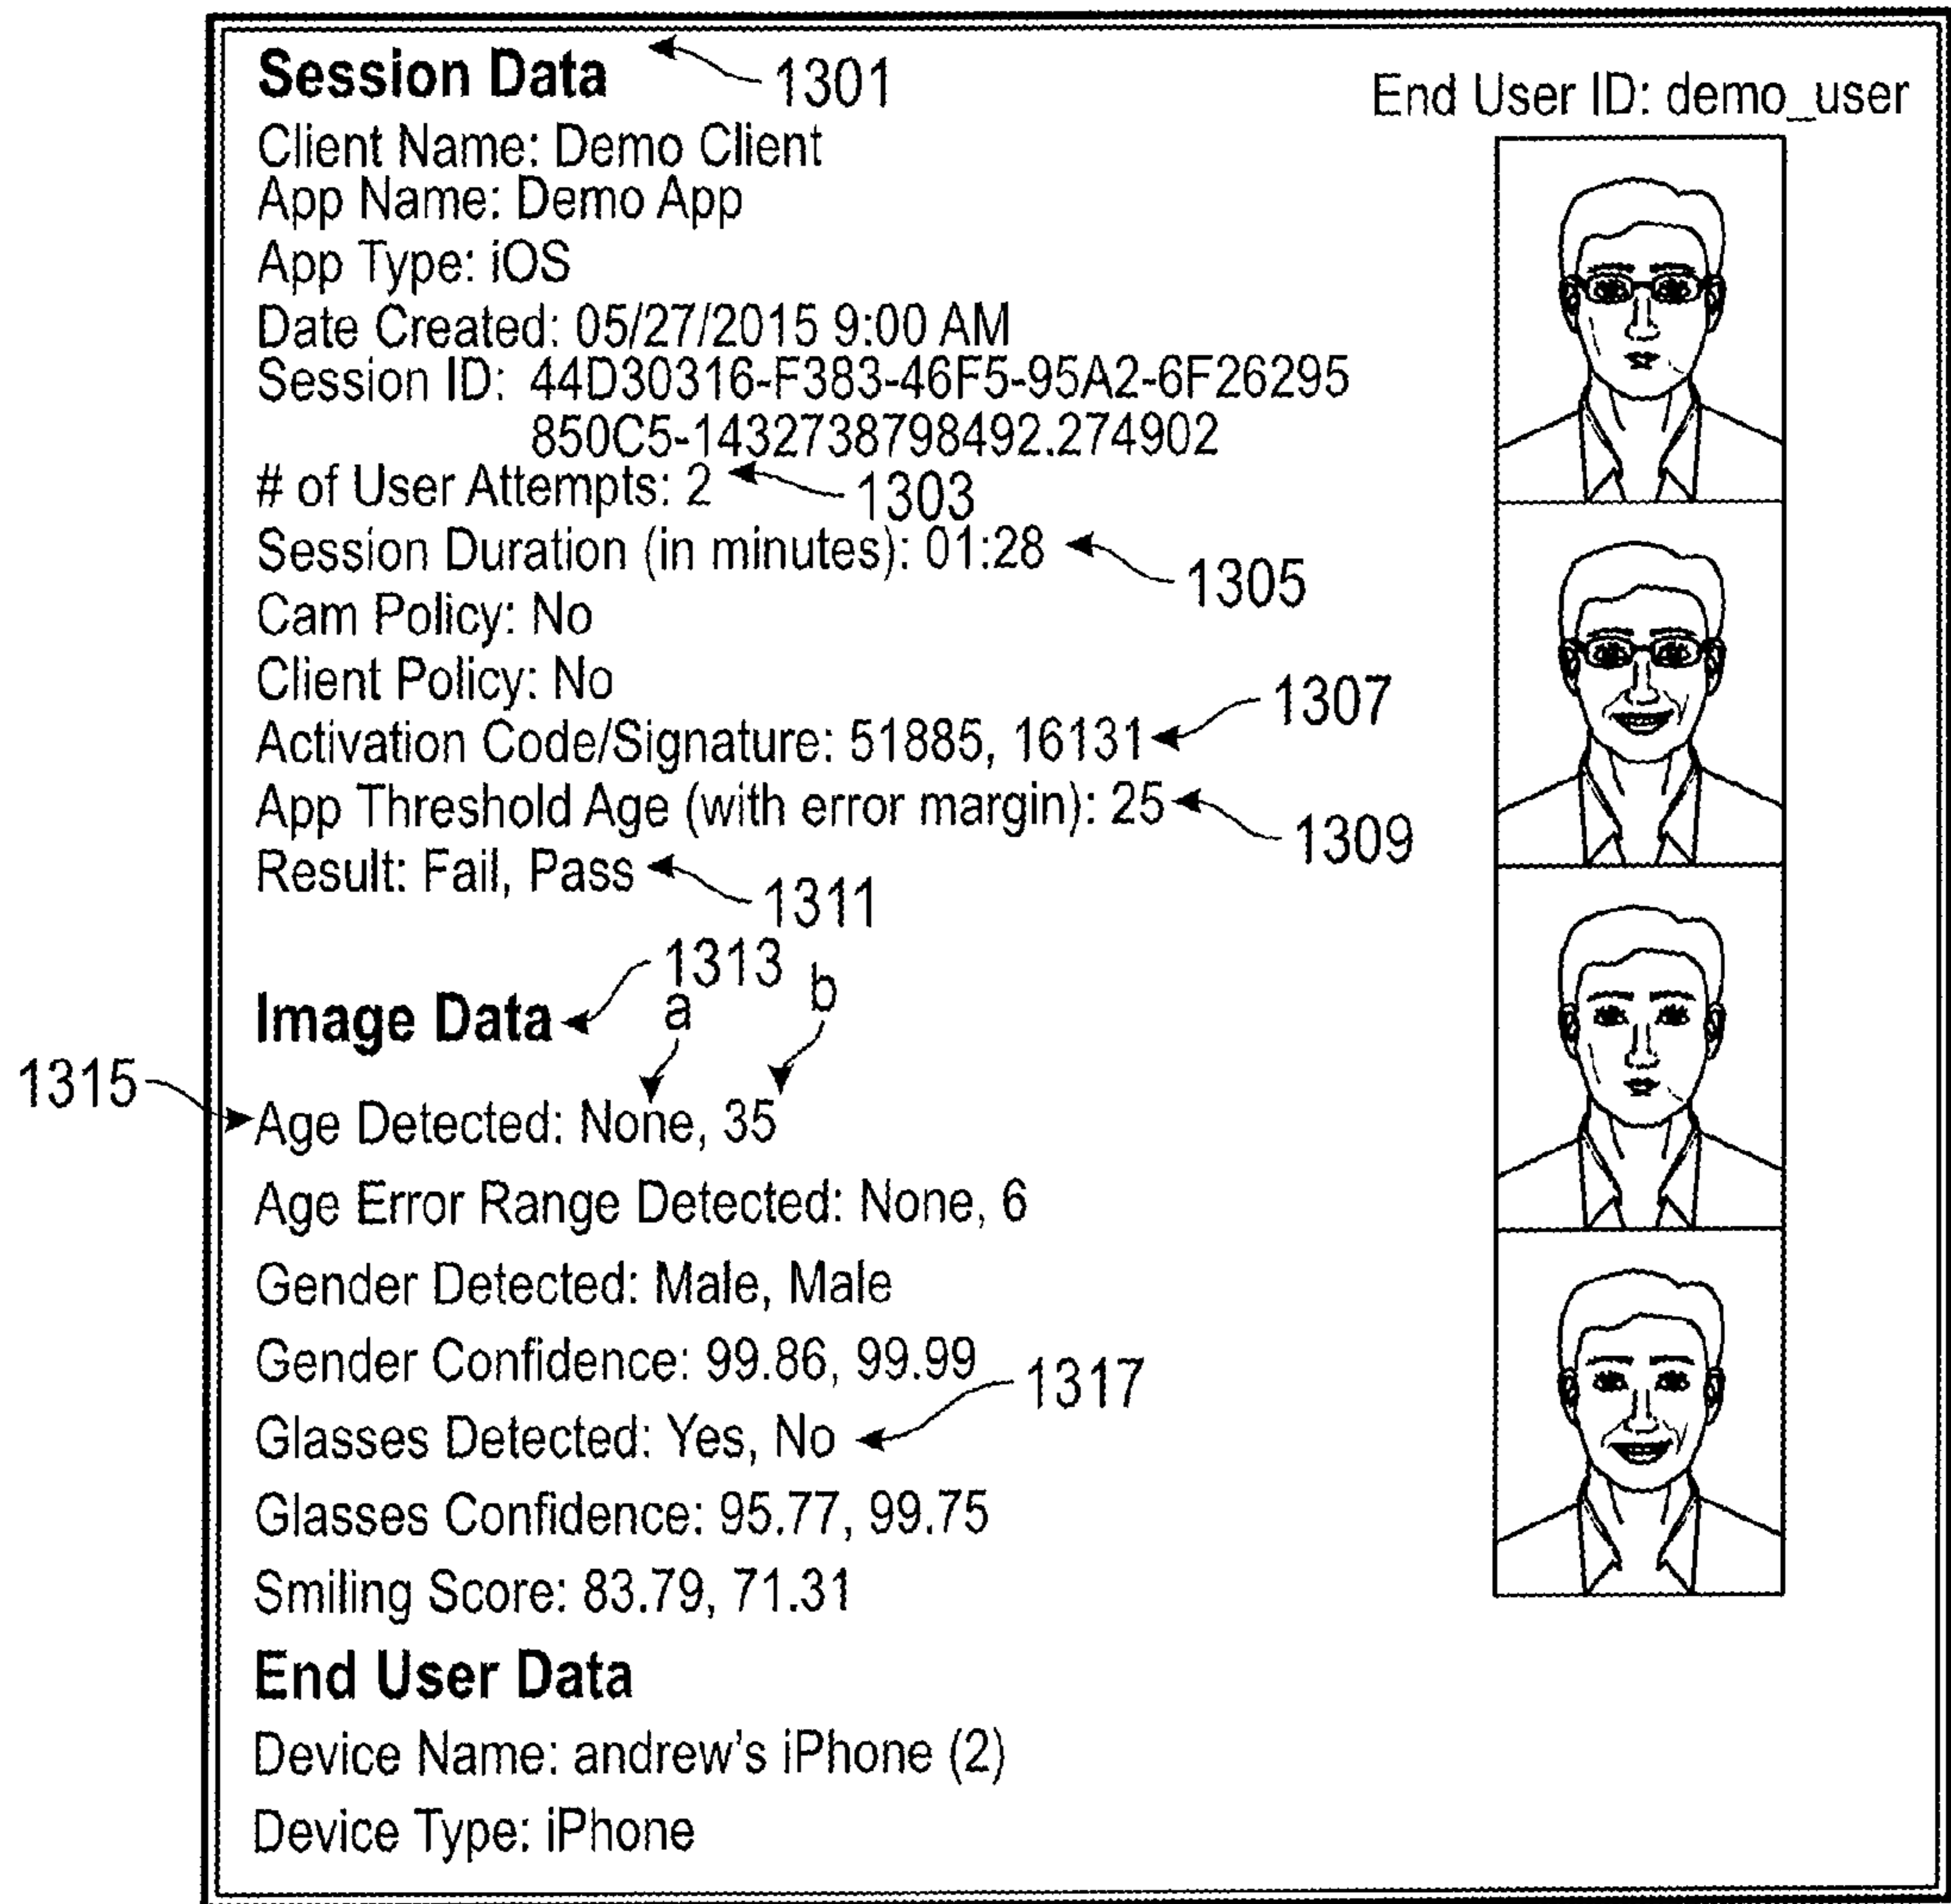 Session Data
1301
End User ID: demo_user
Client Name: Demo Client
App Name: Demo App
App Type: iOS
Date Created: 05/27/2015 9:00 AM
Session ID: 44D30316-F383-46F5-95A2-6F26295
850C5-1432738798492.274902
# of User Attempts: 2
1303
Session Duration (in minutes): 01:28
1305
Cam Policy: No
Client Policy: No
1307
Activation Code/Signature: 51885, 16131
App Threshold Age (with error margin): 25
1309
Result: Fail, Pass
1311
1313
a b
Image Data
1315
Age Detected: None, 35
Age Error Range Detected: None, 6
Gender Detected: Male, Male
Gender Confidence: 99.86, 99.99
1317
Glasses Detected: Yes, No
Glasses Confidence: 95.77, 99.75
Smiling Score: 83.79, 71.31
End User Data
Device Name: andrew's iPhone (2)
Device Type: iPhone